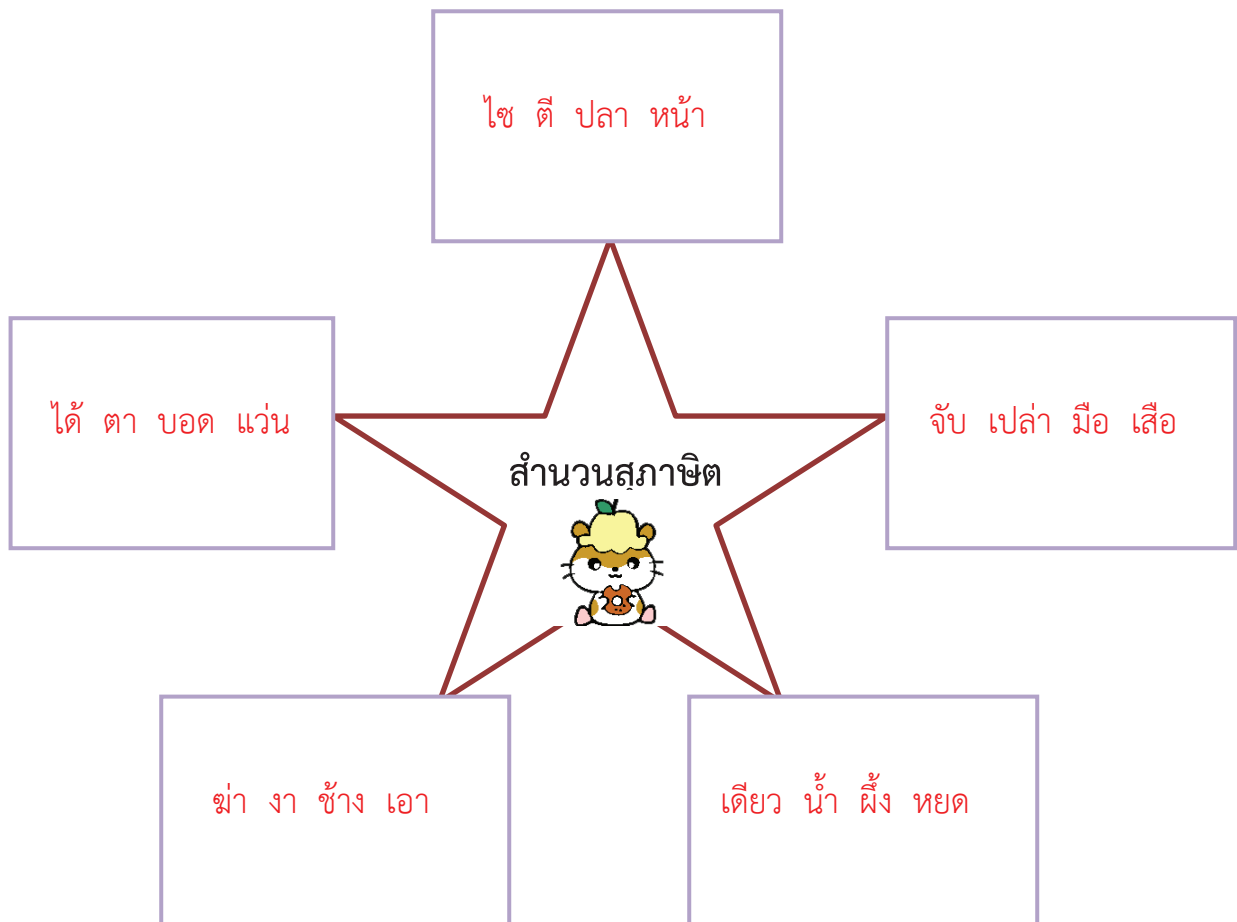 ไซ ตี ปลา หน้า
ได้ ตา บอด แว่น
จับ เปล่า มือ เสือ
สำนวนสุภาษิต
ฆ่า งา ช้าง เอา
เดียว น้ำ ผึ้ง หยด